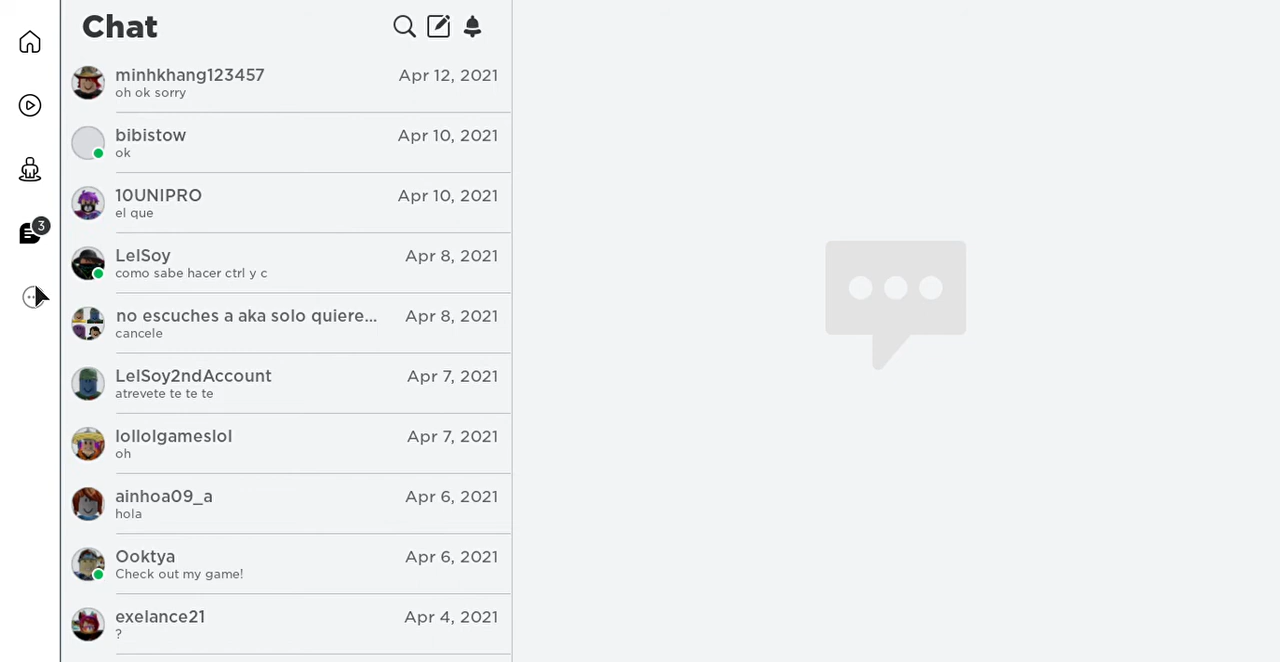 Chat
minhkhang123457 Apr 12, 2021
oh ok sorry
bibistow Apr 10, 2021
ok
10UNIPRO Apr 10, 2021
el que
3
LelSoy Apr 8, 2021
como sabe hacer ctrl y c
no escuches a aka solo quiere... Apr 8, 2021
cancele
LelSoy2ndAccount Apr 7, 2021
atrevete te te te
lollolgameslol Apr 7, 2021
oh
ainhoa09_a Apr 6, 2021
hola
Ooktya Apr 6, 2021
Check out my game!
exelance21 Apr 4, 2021
?